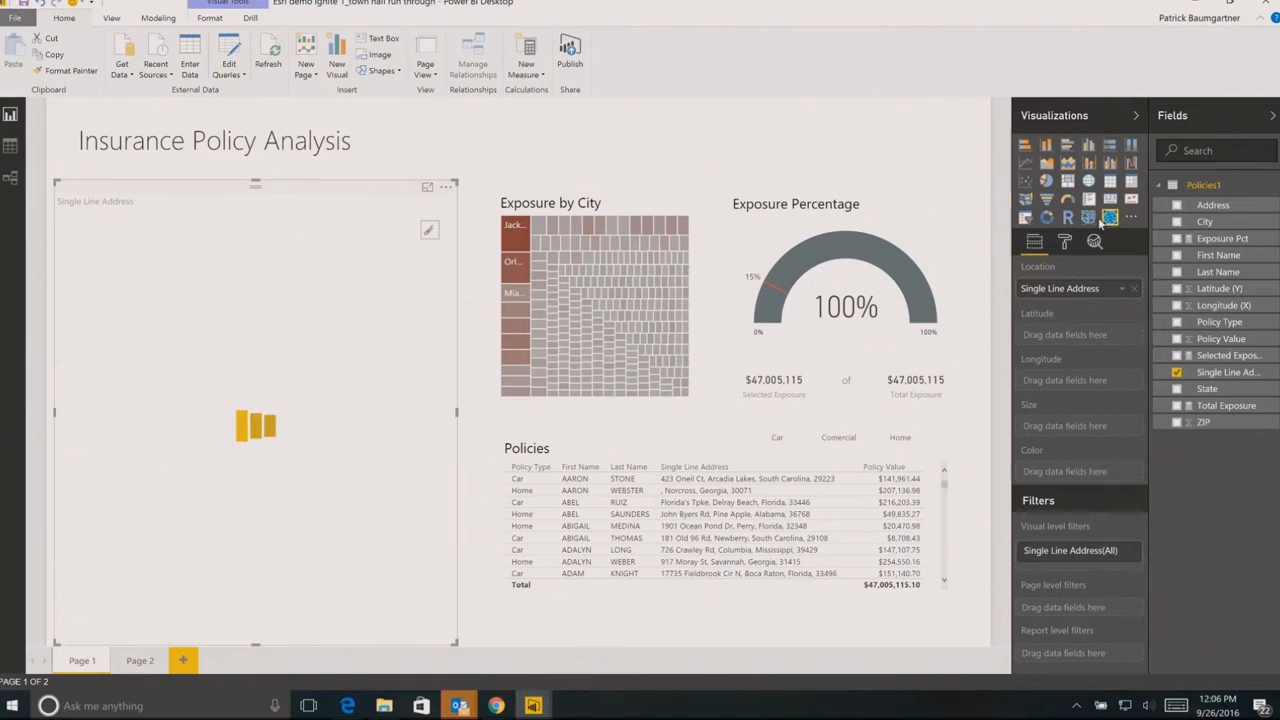 Visual Tools
Esri demo Ignite 1_town hall run through - Power BI Desktop
File Home View Modeling Format Drill
Patrick Baumgartner
Paste
Cut
Copy
Format Painter
Clipboard
Get Data
Recent Sources
Enter Data
Edit Queries
Refresh
External Data
New Page
New Visual
Text Box
Image
Shapes
Insert
Page View
View
Manage Relationships
Relationships
New Measure
Calculations
Publish
Share
Insurance Policy Analysis
Single Line Address
Exposure by City
Jack...
Orl...
Mia...
Exposure Percentage
15%
100%
0%
100%
$47,005,115 of $47,005,115
Selected Exposure Total Exposure
Car Comercial Home
Policies
Policy Type First Name Last Name Single Line Address Policy Value
Car AARON STONE 423 Oneil Ct, Arcadia Lakes, South Carolina, 29223 $141,961.44
Home AARON WEBSTER , Norcross, Georgia, 30071 $207,136.98
Car ABEL RUIZ Florida's Tpke, Delray Beach, Florida, 33446 $216,203.39
Home ABEL SAUNDERS John Byers Rd, Pine Apple, Alabama, 36768 $49,835.27
Home ABIGAIL MEDINA 1901 Ocean Pond Dr, Perry, Florida, 32348 $20,470.98
Car ABIGAIL THOMAS 181 Old 96 Rd, Newberry, South Carolina, 29108 $8,708.43
Car ADALYN LONG 726 Crawley Rd, Columbia, Mississippi, 39429 $147,107.75
Home ADALYN WEBER 917 Moray St, Savannah, Georgia, 31415 $254,550.16
Car ADAM KNIGHT 17735 Fieldbrook Cir N, Boca Raton, Florida, 33496 $151,140.70
Total $47,005,115.10
Visualizations
R
Location
Single Line Address
Latitude
Drag data fields here
Longitude
Drag data fields here
Size
Drag data fields here
Color
Drag data fields here
Filters
Visual level filters
Single Line Address(All)
Page level filters
Drag data fields here
Report level filters
Drag data fields here
Fields
Search
Policies1
Address
City
Exposure Pct
First Name
Last Name
Latitude (Y)
Longitude (X)
Policy Type
Policy Value
Selected Expos...
Single Line Ad...
State
Total Exposure
ZIP
Page 1 Page 2
PAGE 1 OF 2
Ask me anything
12:06 PM
9/26/2016
22